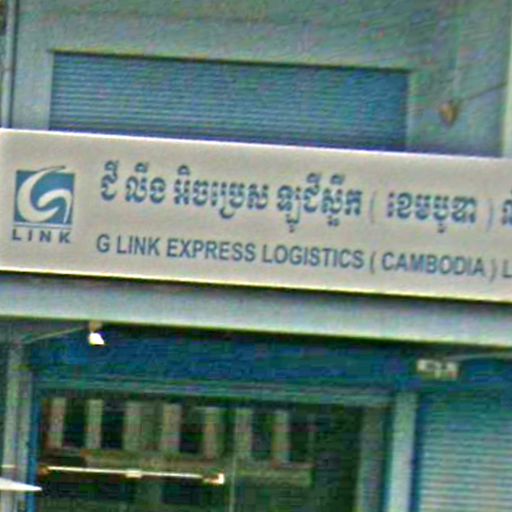 ជី លីង អិចប្រេស ឡូជីស្ទីក ( ខេមបូឌា )
LINK
G LINK EXPRESS LOGISTICS ( CAMBODIA ) L